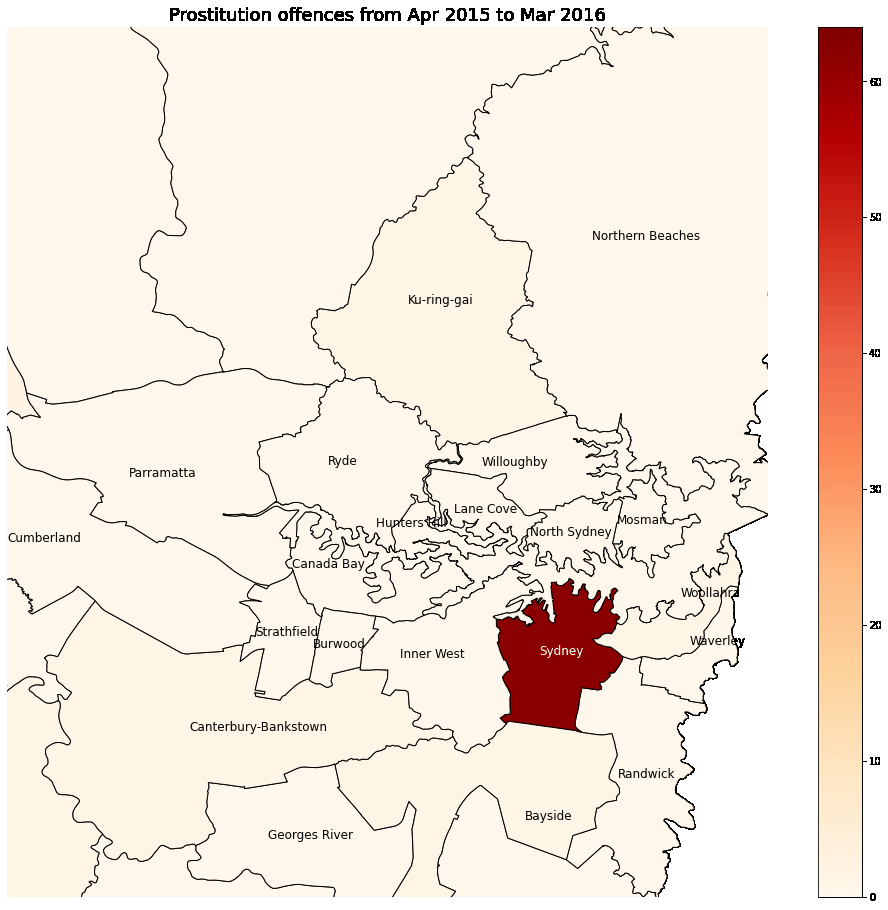 Prostitution offences from Apr 2015 to Mar 2016
60
Northern Beaches
50
Ku-ring-gai
40
Ryde
Willoughby
Parramatta
30
Lane Cove
Mosman
Hunters Hill
North Sydney
Cumberland
Canada Bay
Woollahra
20
Strathfield
Waverley
Burwood
Sydney
Inner West
Canterbury-Bankstown
10
Randwick
Bayside
Georges River
0